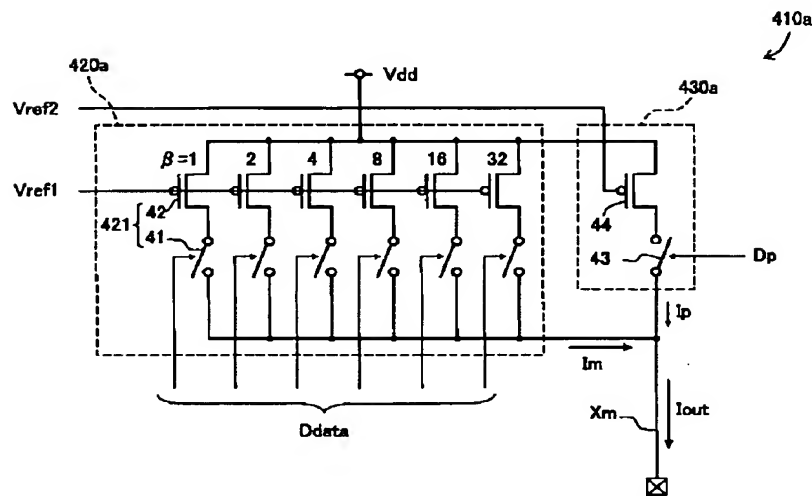 410a
420a
Vdd
430a
Vref2
β=1 2 4 8 16 32
Vref1
42
421
41
44
43
Dp
Ip
Im
Ddata
Xm
Iout